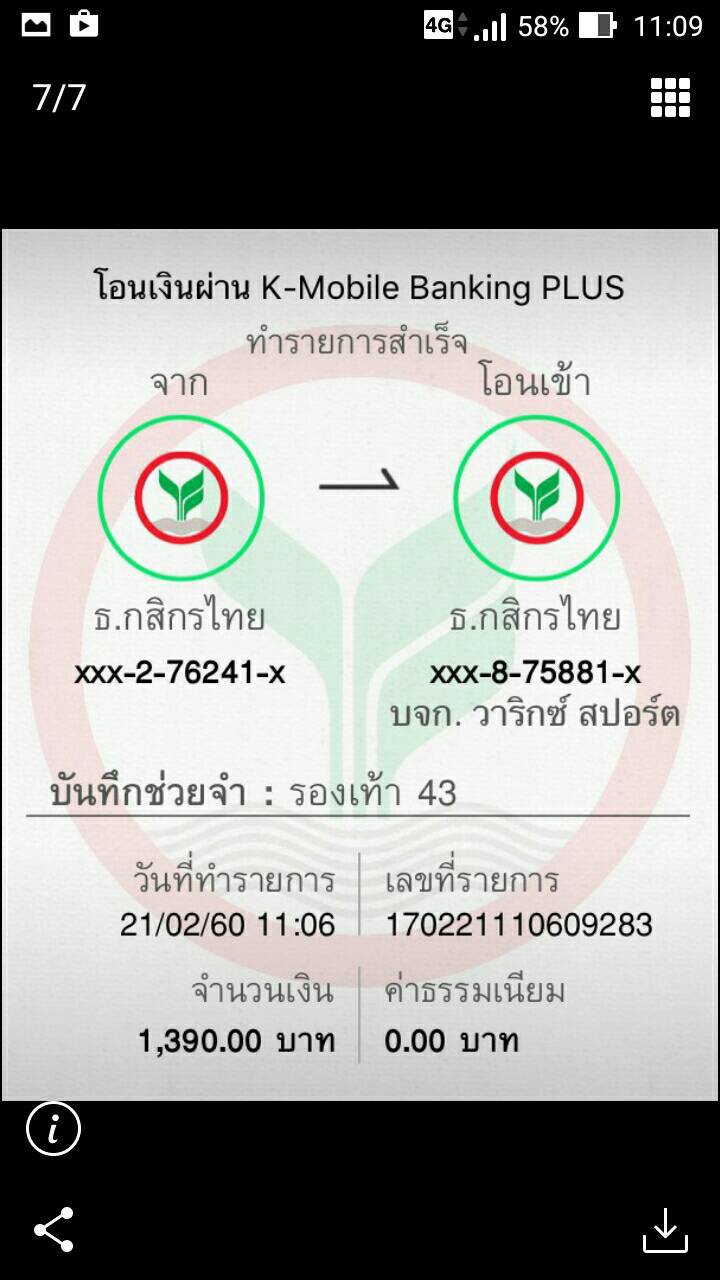 4G 58% 11:09
7/7
โอนเงินผ่าน K-Mobile Banking PLUS
ทำรายการสำเร็จ
จาก โอนเข้า
ธ.กสิกรไทย ธ.กสิกรไทย
xxx-2-76241-x xxx-8-75881-x
บจก. วาริกซ์ สปอร์ต
บันทึกช่วยจำ : รองเท้า 43
วันที่ทำรายการ เลขที่รายการ
21/02/60 11:06 170221110609283
จำนวนเงิน ค่าธรรมเนียม
1,390.00 บาท 0.00 บาท
i